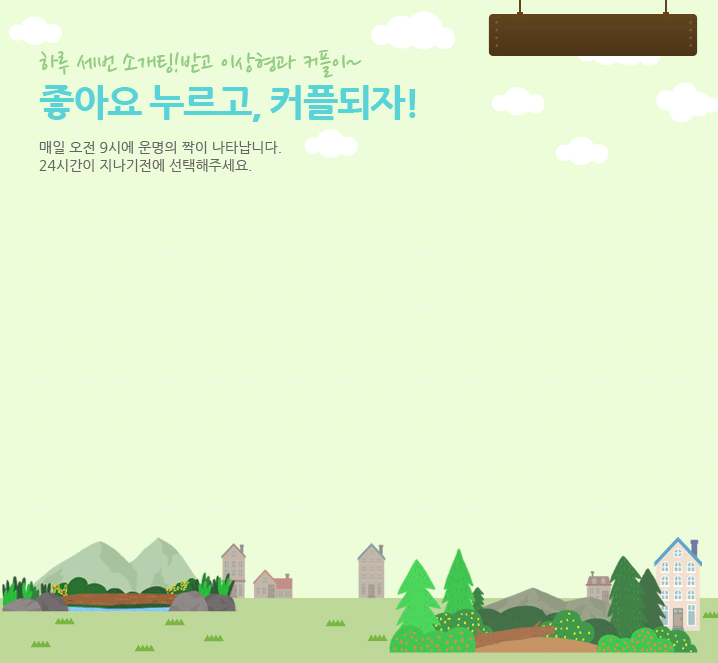 하루 세번 소개팅!받고 이상형과 커플이~
좋아요 누르고, 커플되자!
매일 오전 9시에 운명의 짝이 나타납니다.
24시간이 지나기전에 선택해주세요.